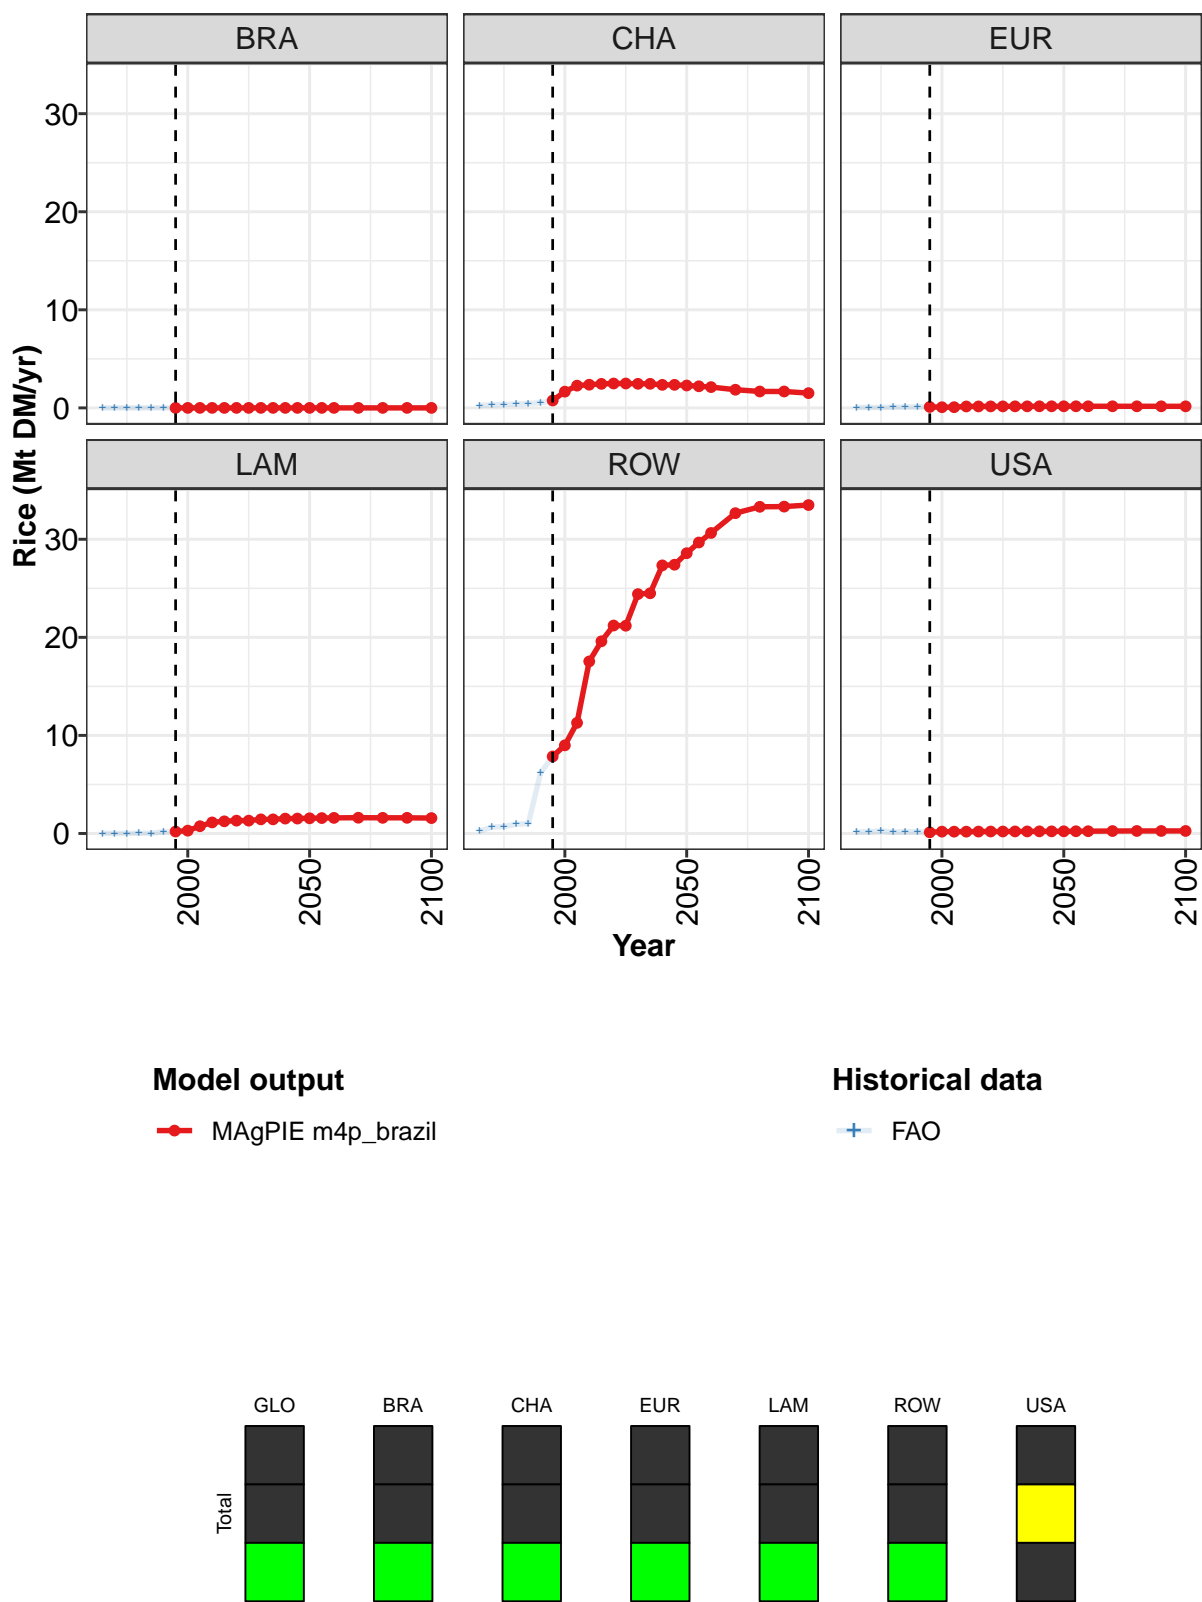 BRA CHA EUR
30
20
10
0
Rice (Mt DM/yr)
LAM ROW USA
30
20
10
0
2000 2050 2100 2000 2050 2100 2000 2050 2100
Year
Model output Historical data
MAgPIE m4p_brazil FAO
GLO BRA CHA EUR LAM ROW USA
Total